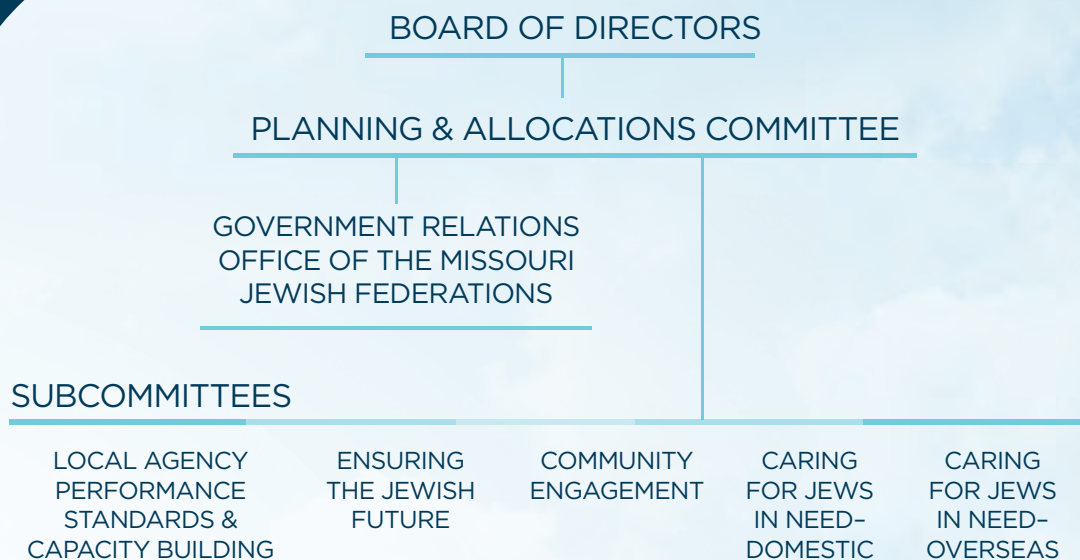 BOARD OF DIRECTORS
PLANNING & ALLOCATIONS COMMITTEE
GOVERNMENT RELATIONS
OFFICE OF THE MISSOURI
JEWISH FEDERATIONS
SUBCOMMITTEES
LOCAL AGENCY
PERFORMANCE
STANDARDS &
CAPACITY BUILDING
ENSURING
THE JEWISH
FUTURE
COMMUNITY
ENGAGEMENT
CARING
FOR JEWS
IN NEED–
DOMESTIC
CARING
FOR JEWS
IN NEED–
OVERSEAS